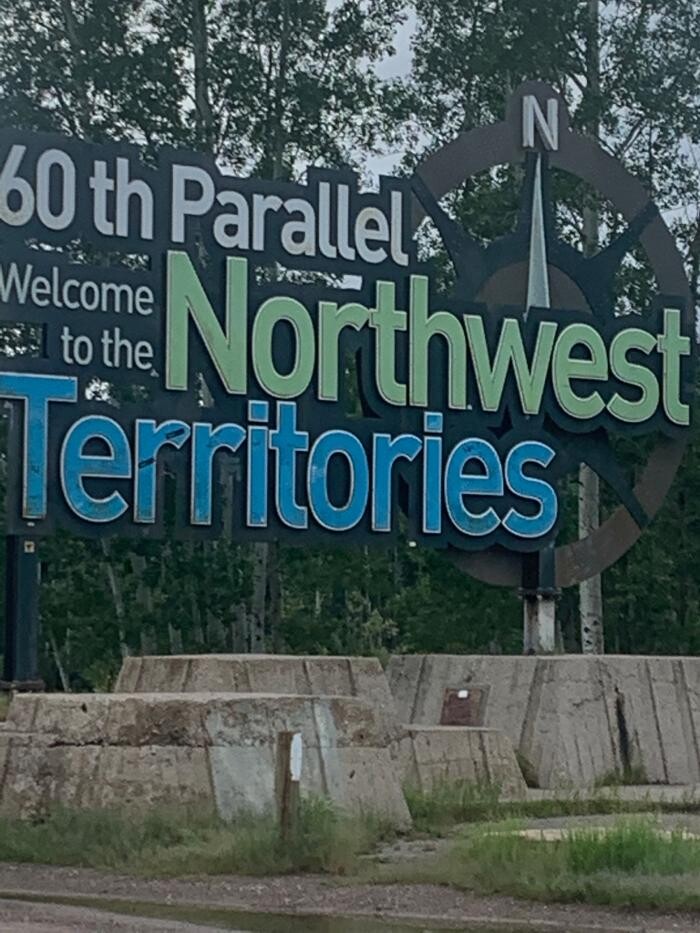 N
60 th Parallel
Welcome
to the Northwest
Territories